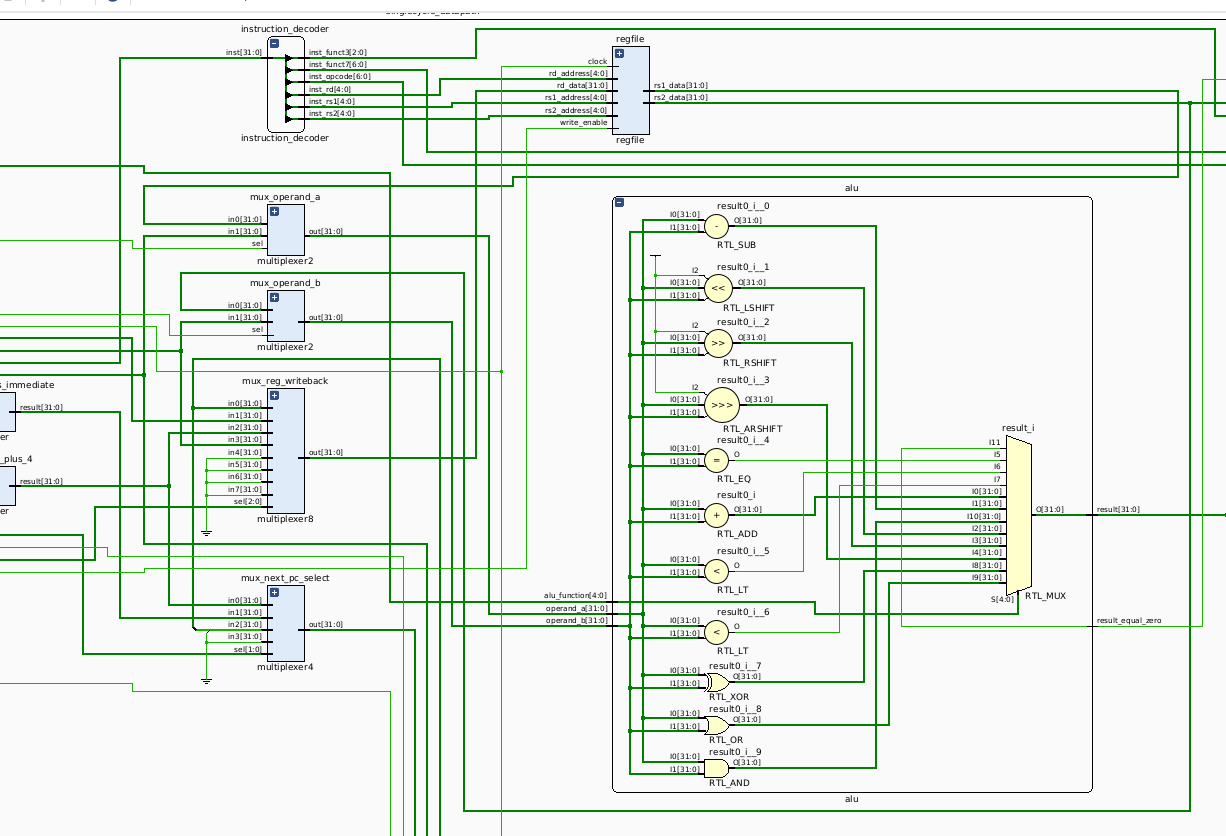 instruction_decoder
inst[31:0]
inst_funct3[2:0]
inst_funct7[6:0]
inst_opcode[6:0]
inst_rd[4:0]
inst_rs1[4:0]
inst_rs2[4:0]
instruction_decoder
regfile
clock
rd_address[4:0]
rd_data[31:0]
rs1_address[4:0]
rs2_address[4:0]
write_enable
rs1_data[31:0]
rs2_data[31:0]
regfile
mux_operand_a
in0[31:0]
in1[31:0]
sel
out[31:0]
multiplexer2
mux_operand_b
in0[31:0]
in1[31:0]
sel
out[31:0]
multiplexer2
s_immediate
result[31:0]
er
_plus_4
result[31:0]
er
mux_reg_writeback
in0[31:0]
in1[31:0]
in2[31:0]
in3[31:0]
in4[31:0]
in5[31:0]
in6[31:0]
in7[31:0]
sel[2:0]
out[31:0]
multiplexer8
mux_next_pc_select
in0[31:0]
in1[31:0]
in2[31:0]
in3[31:0]
sel[1:0]
out[31:0]
multiplexer4
alu
alu_function[4:0]
operand_a[31:0]
operand_b[31:0]
result0_i__0
I0[31:0]
I1[31:0]
-
O[31:0]
RTL_SUB
result0_i__1
I2
I0[31:0]
I1[31:0]
<<
O[31:0]
RTL_LSHIFT
result0_i__2
I2
I0[31:0]
I1[31:0]
>>
O[31:0]
RTL_RSHIFT
result0_i__3
I2
I0[31:0]
I1[31:0]
>>>
O[31:0]
RTL_ARSHIFT
result0_i__4
I0[31:0]
I1[31:0]
=
O
RTL_EQ
result0_i
I0[31:0]
I1[31:0]
+
O[31:0]
RTL_ADD
result0_i__5
I0[31:0]
I1[31:0]
<
O
RTL_LT
result0_i__6
I0[31:0]
I1[31:0]
<
O
RTL_LT
result0_i__7
I0[31:0]
I1[31:0]
O[31:0]
RTL_XOR
result0_i__8
I0[31:0]
I1[31:0]
O[31:0]
RTL_OR
result0_i__9
I0[31:0]
I1[31:0]
O[31:0]
RTL_AND
result_i
I11
I5
I6
I7
I0[31:0]
I1[31:0]
I10[31:0]
I2[31:0]
I3[31:0]
I4[31:0]
I8[31:0]
I9[31:0]
S[4:0]
O[31:0]
RTL_MUX
result[31:0]
result_equal_zero
alu